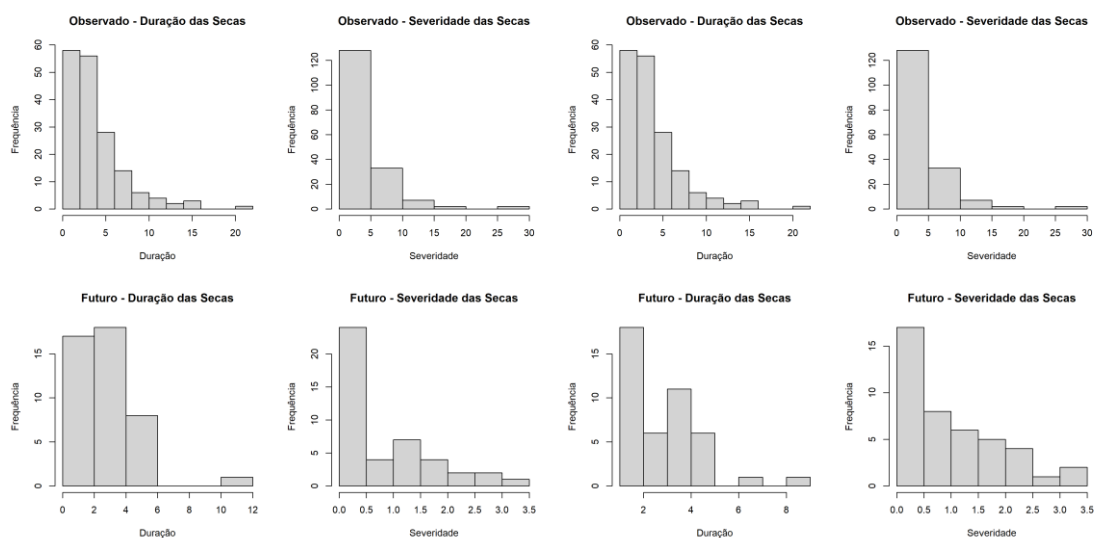 Observado - Duração das Secas
Frequência
0 10 20 30 40 50 60
0 5 10 15 20
Duração
Observado - Severidade das Secas
Frequência
0 20 40 60 80 100 120
0 5 10 15 20 25 30
Severidade
Observado - Duração das Secas
Frequência
0 10 20 30 40 50 60
0 5 10 15 20
Duração
Observado - Severidade das Secas
Frequência
0 20 40 60 80 100 120
0 5 10 15 20 25 30
Severidade
Futuro - Duração das Secas
Frequência
0 5 10 15
0 2 4 6 8 10 12
Duração
Futuro - Severidade das Secas
Frequência
0 5 10 15 20
0.0 0.5 1.0 1.5 2.0 2.5 3.0 3.5
Severidade
Futuro - Duração das Secas
Frequência
0 5 10 15
2 4 6 8
Duração
Futuro - Severidade das Secas
Frequência
0 5 10 15
0.0 0.5 1.0 1.5 2.0 2.5 3.0 3.5
Severidade